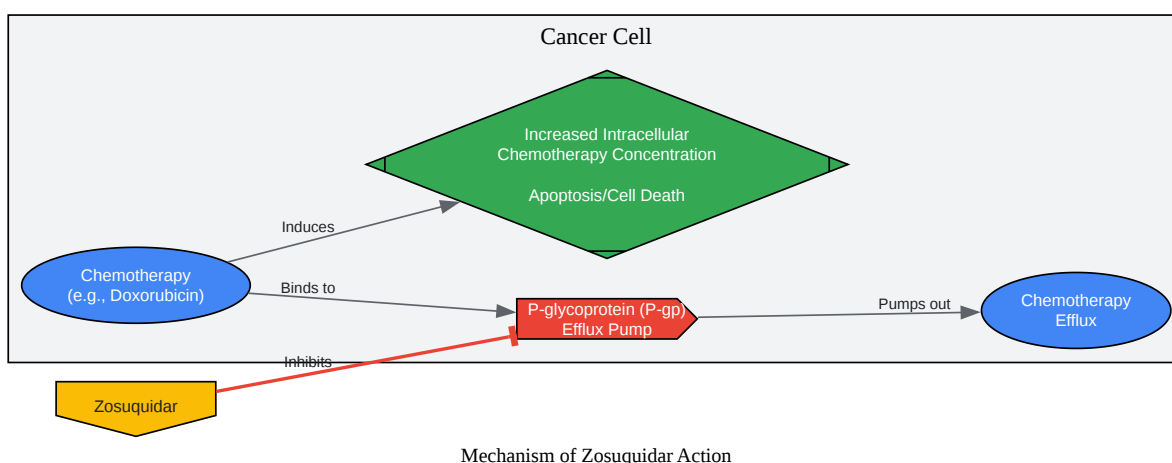 Cancer Cell
Increased Intracellular
Chemotherapy Concentration
Apoptosis/Cell Death
Induces
Chemotherapy
(e.g., Doxorubicin)
Binds to
P-glycoprotein (P-gp)
Efflux Pump
Pumps out
Chemotherapy
Efflux
Inhibits
Zosuquidar
Mechanism of Zosuquidar Action